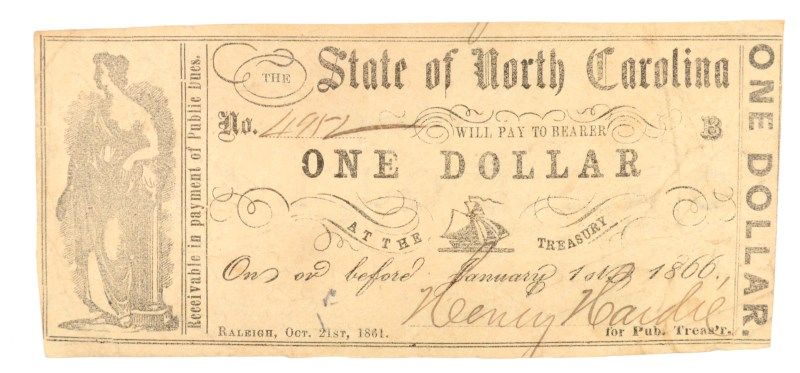 Receivable in payment of Public Dues.
THE State of North Carolina
No. 4912
WILL PAY TO BEARER B
ONE DOLLAR
AT THE TREASURY
On or before January 1st, 1866,
Henry Hardie
RALEIGH, OCT. 21ST, 1861. for Pub. Treas'r.
ONE DOLLAR.